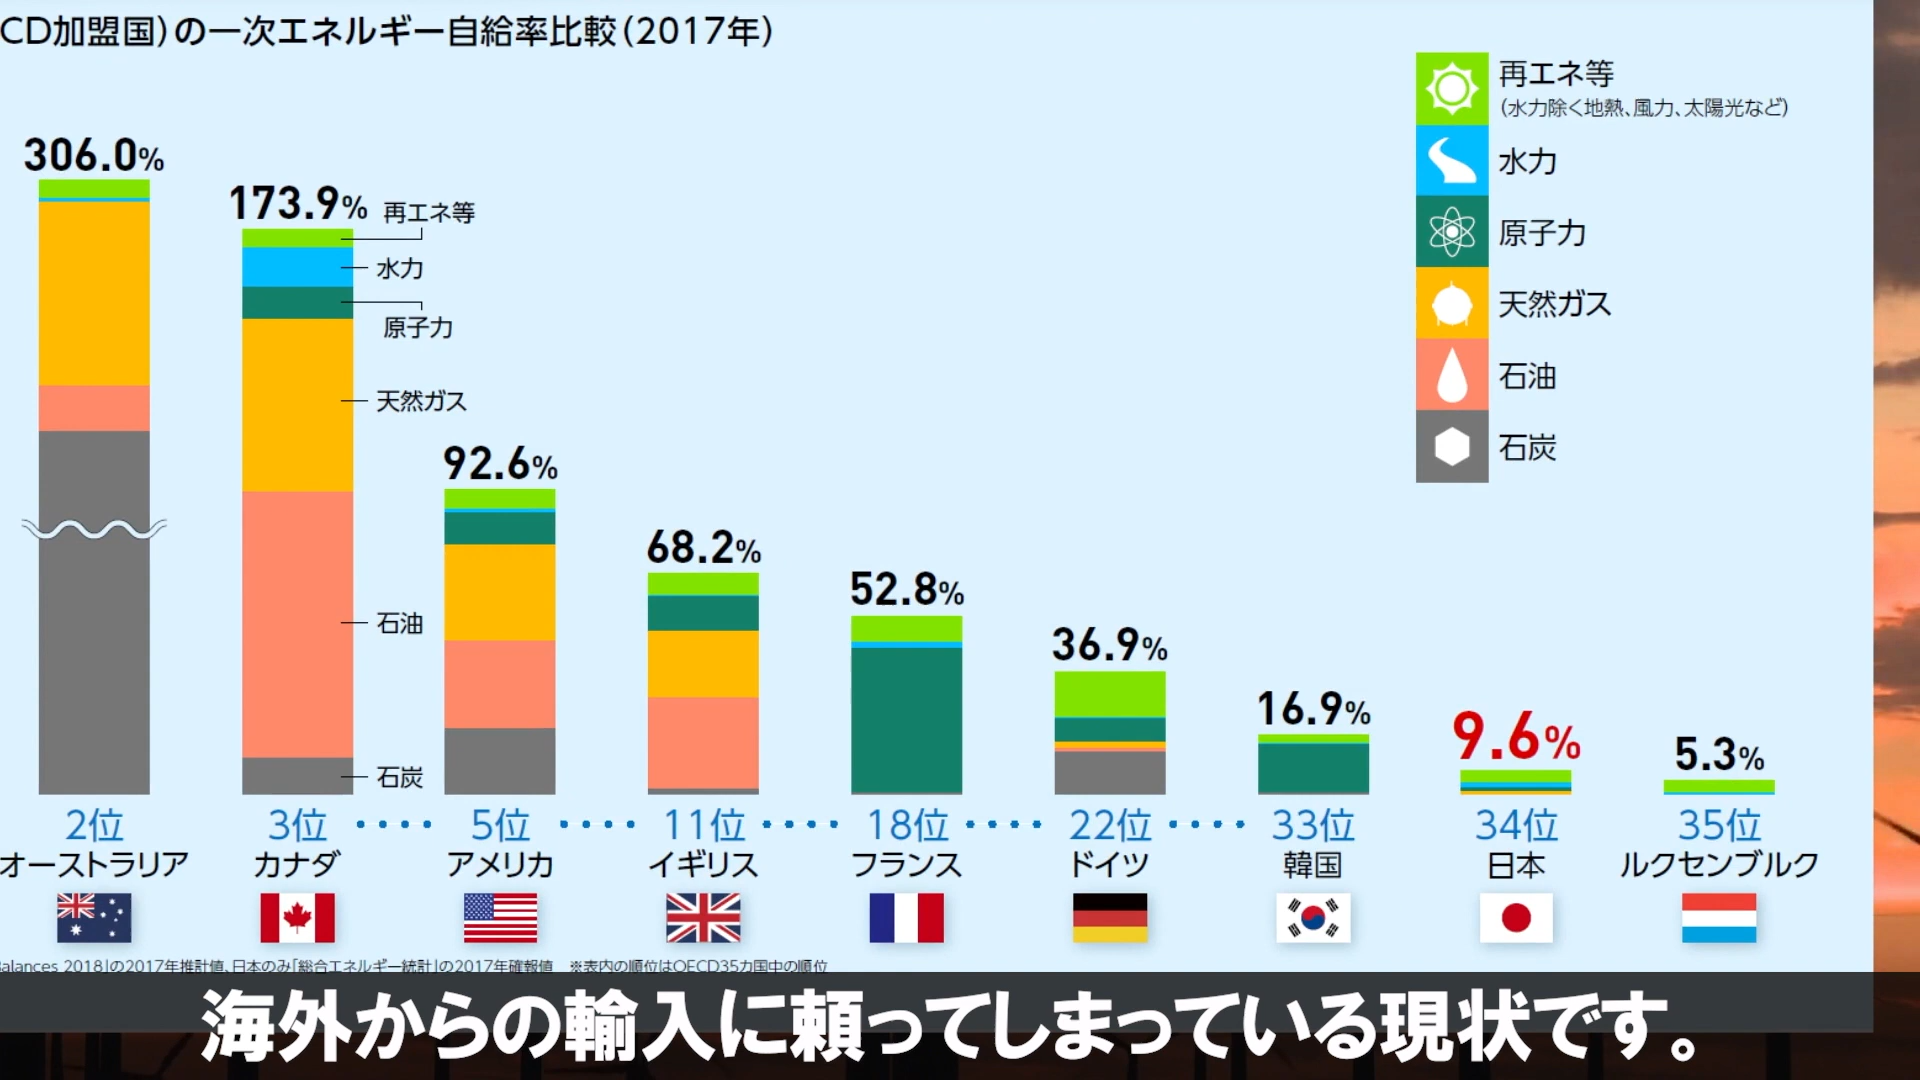 CD加盟国)の一次エネルギー自給率比較(2017年)
再エネ等
(水力除く地熱、風力、太陽光など)
水力
原子力
天然ガス
石油
石炭
306.0%
173.9%
再エネ等
水力
原子力
天然ガス
石油
石炭
92.6%
68.2%
52.8%
36.9%
16.9%
9.6%
5.3%
2位 3位 ・・・・ 5位 ・・・・ 11位 ・・・・ 18位 ・・・・ 22位 ・・・・ 33位 34位 35位
オーストラリア カナダ アメリカ イギリス フランス ドイツ 韓国 日本 ルクセンブルク
alances 2018」の2017年推計値、日本のみ「総合エネルギー統計」の2017年確報値 ※表内の順位はOECD35カ国中の順位
海外からの輸入に頼ってしまっている現状です。